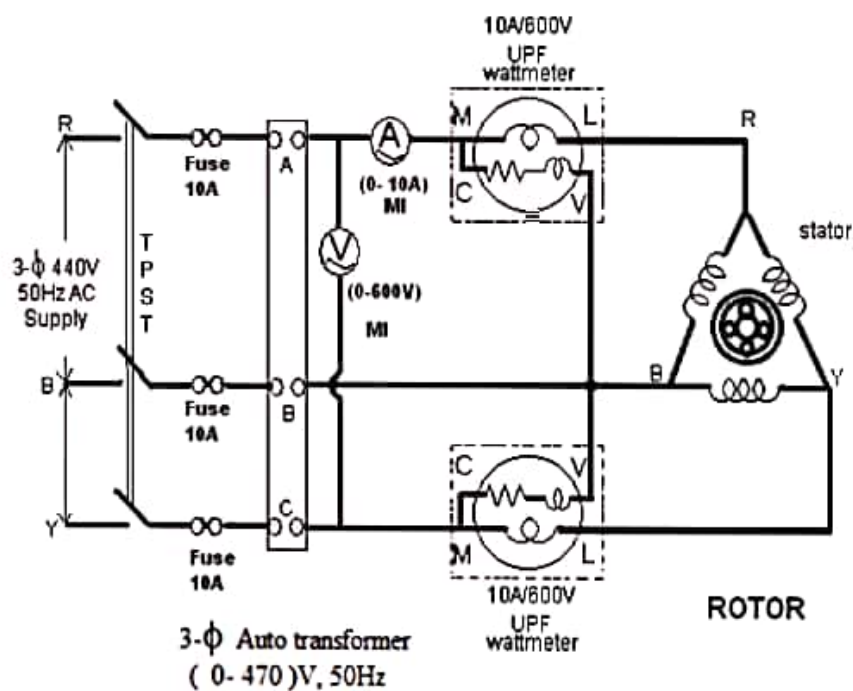 10A/600V
UPF
wattmeter
R
Fuse
10A
A
A
(0- 10A)
MI
M
L
C
V
R
stator
3-ϕ 440V
50Hz AC
Supply
T
P
S
T
V
(0-600V)
MI
B
Fuse
10A
B
B
Y
Y
Fuse
10A
C
C
V
M
L
10A/600V
UPF
wattmeter
ROTOR
3-ϕ Auto transformer
( 0- 470 )V, 50Hz